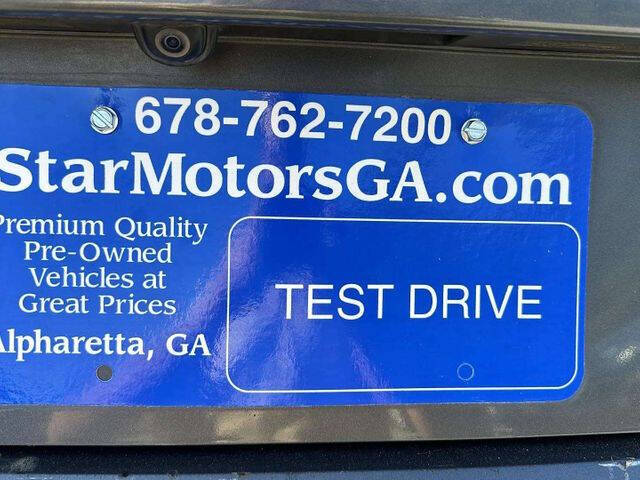 678-762-7200
StarMotorsGA.com
Premium Quality
Pre-Owned
Vehicles at
Great Prices
Alpharetta, GA
TEST DRIVE